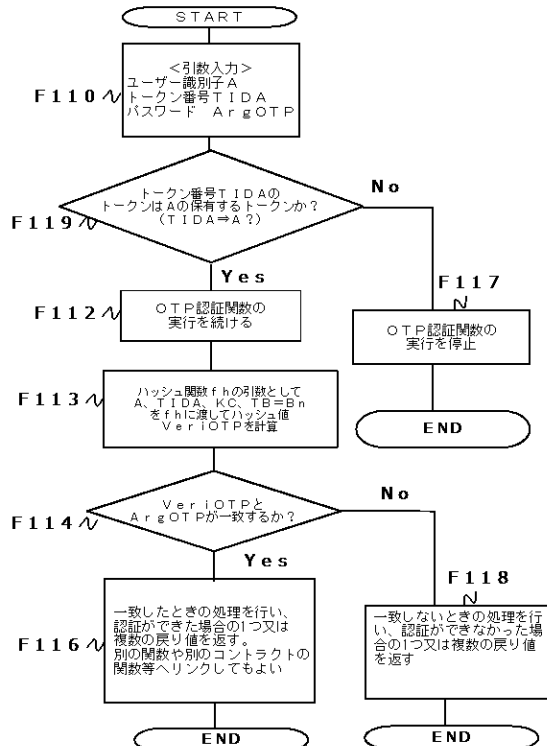 START
<引数入力>
ユーザー識別子A
トークン番号TIDA
パスワード ArgOTP
F110
トークン番号TIDAの
トークンはAの保有するトークンか?
(TIDA⇒A?)
F119
No
Yes
F117
OTP認証関数の
実行を続ける
F112
OTP認証関数の
実行を停止
END
ハッシュ関数fhの引数として
A、TIDA、KC、TB=Bn
をfhに渡してハッシュ値
VeriOTPを計算
F113
VeriOTPと
ArgOTPが一致するか?
F114
No
Yes
F118
一致したときの処理を行い、
認証ができた場合の1つ又は
複数の戻り値を返す。
別の関数や別のコントラクトの
関数等へリンクしてもよい
F116
一致しないときの処理を行
い、認証ができなかった場
合の1つ又は複数の戻り値
を返す
END
END